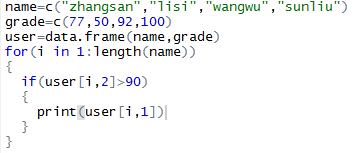 name=c("zhangsan","lisi","wangwu","sunliu")
grade=c(77,50,92,100)
user=data.frame(name,grade)
for(i in 1:length(name))
{
  if(user[i,2]>90)
  {
    print(user[i,1])
  }
}